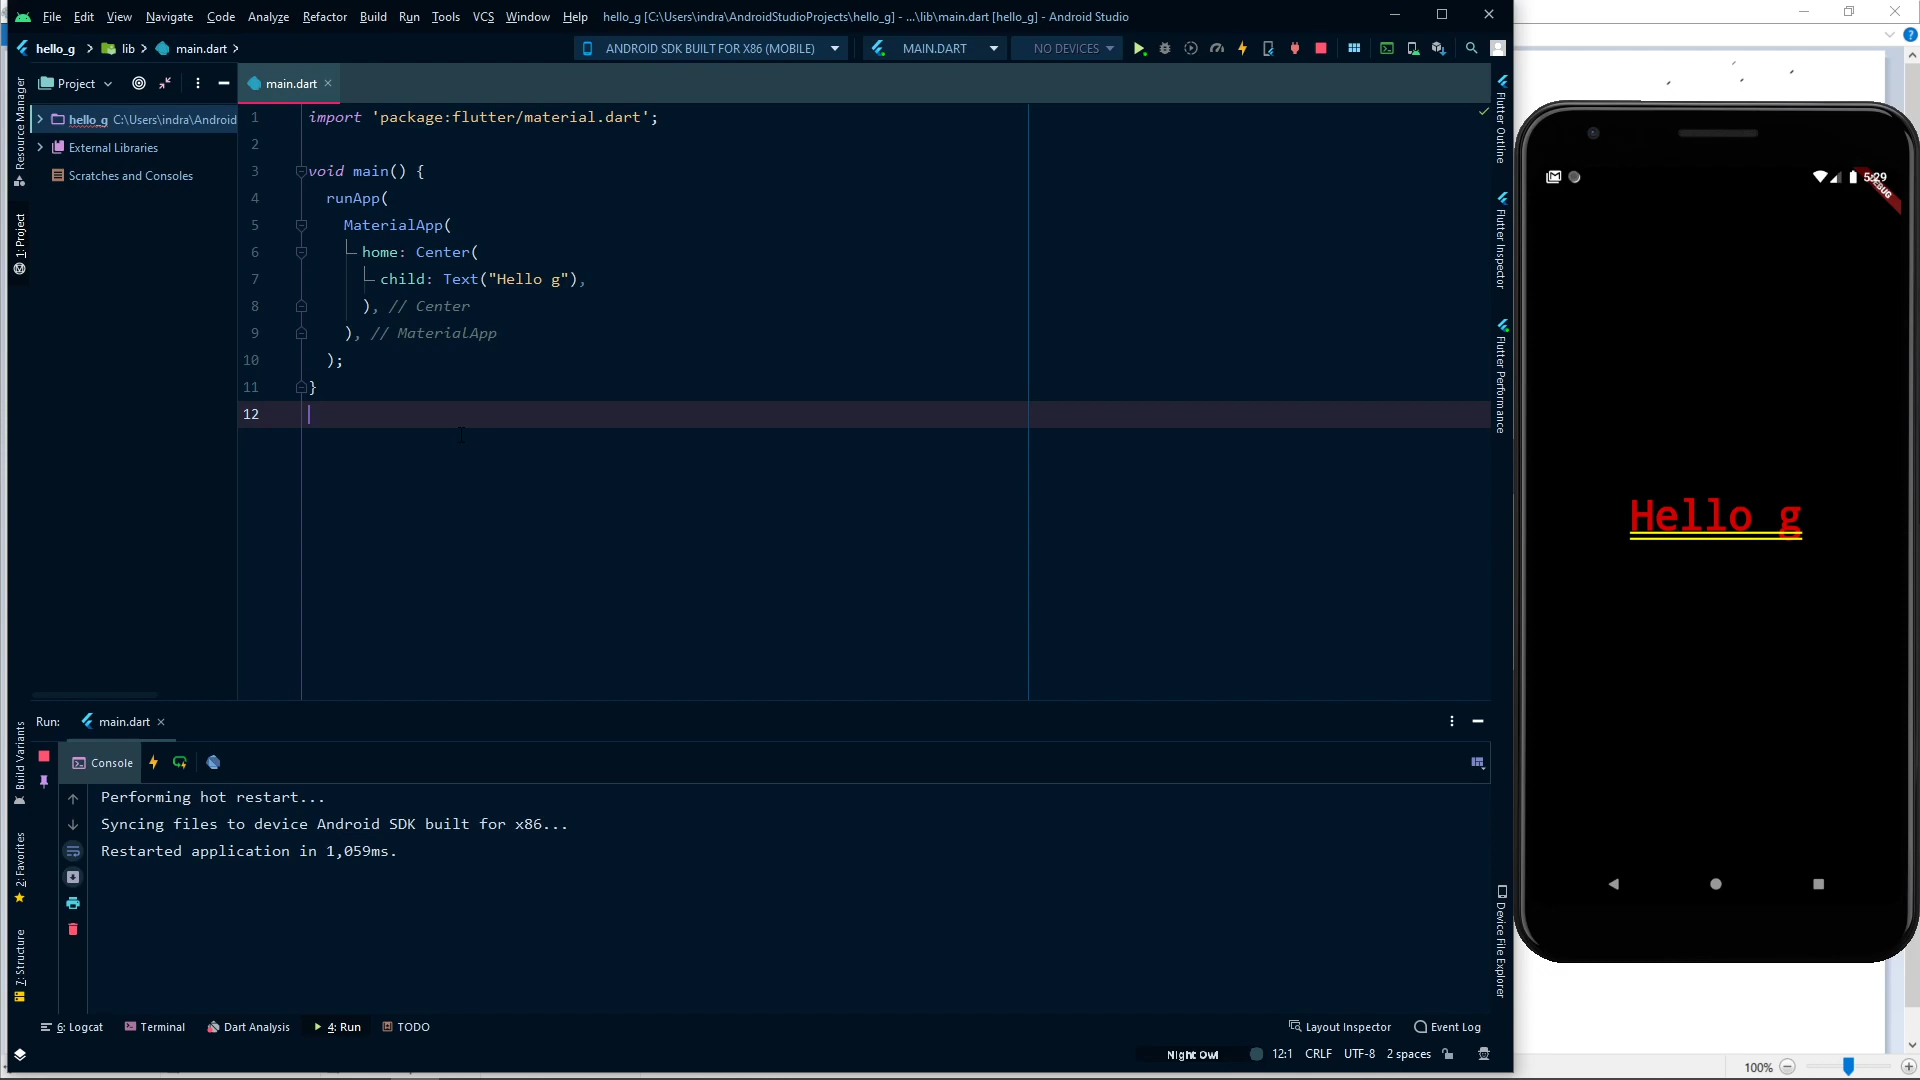 File Edit View Navigate Code Analyze Refactor Build Run Tools VCS Window Help hello_g [C:\Users\indra\AndroidStudioProjects\hello_g] - ...\lib\main.dart [hello_g] - Android Studio
hello_g lib main.dart ANDROID SDK BUILT FOR X86 (MOBILE) MAIN.DART NO DEVICES
Project main.dart
hello_g C:\Users\indra\Android
External Libraries
Scratches and Consoles
Resource Manager
1: Project
Build Variants
2: Favorites
7: Structure
1 import 'package:flutter/material.dart';
2
3 void main() {
4 runApp(
5 MaterialApp(
6 home: Center(
7 child: Text("Hello g"),
8 ), // Center
9 ), // MaterialApp
10 );
11 }
12
Flutter Outline
Flutter Inspector
Flutter Performance
Device File Explorer
Run: main.dart
Console
Performing hot restart...
Syncing files to device Android SDK built for x86...
Restarted application in 1,059ms.
6: Logcat Terminal Dart Analysis 4: Run TODO Layout Inspector Event Log
Night Owl 12:1 CRLF UTF-8 2 spaces
5:29
DEBUG
Hello g
100%